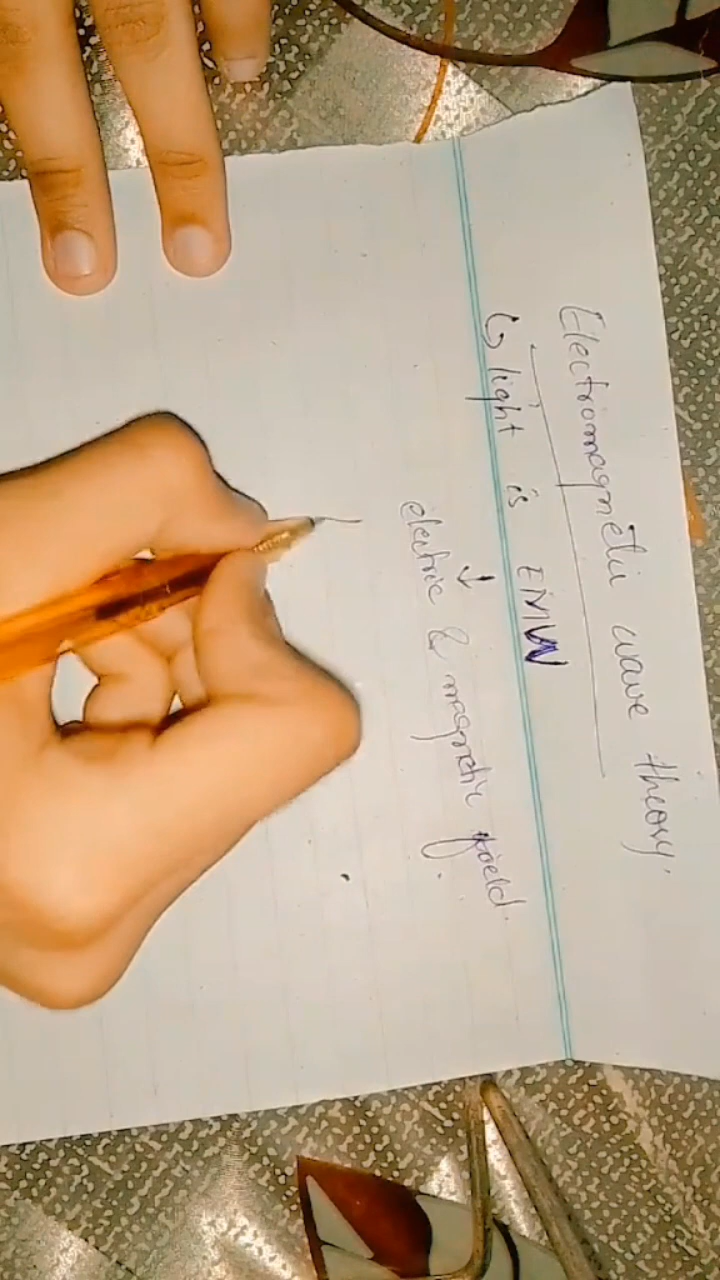 Electromagnetic wave theory.
↳ light is EMW
↓
electric & magnetic field.